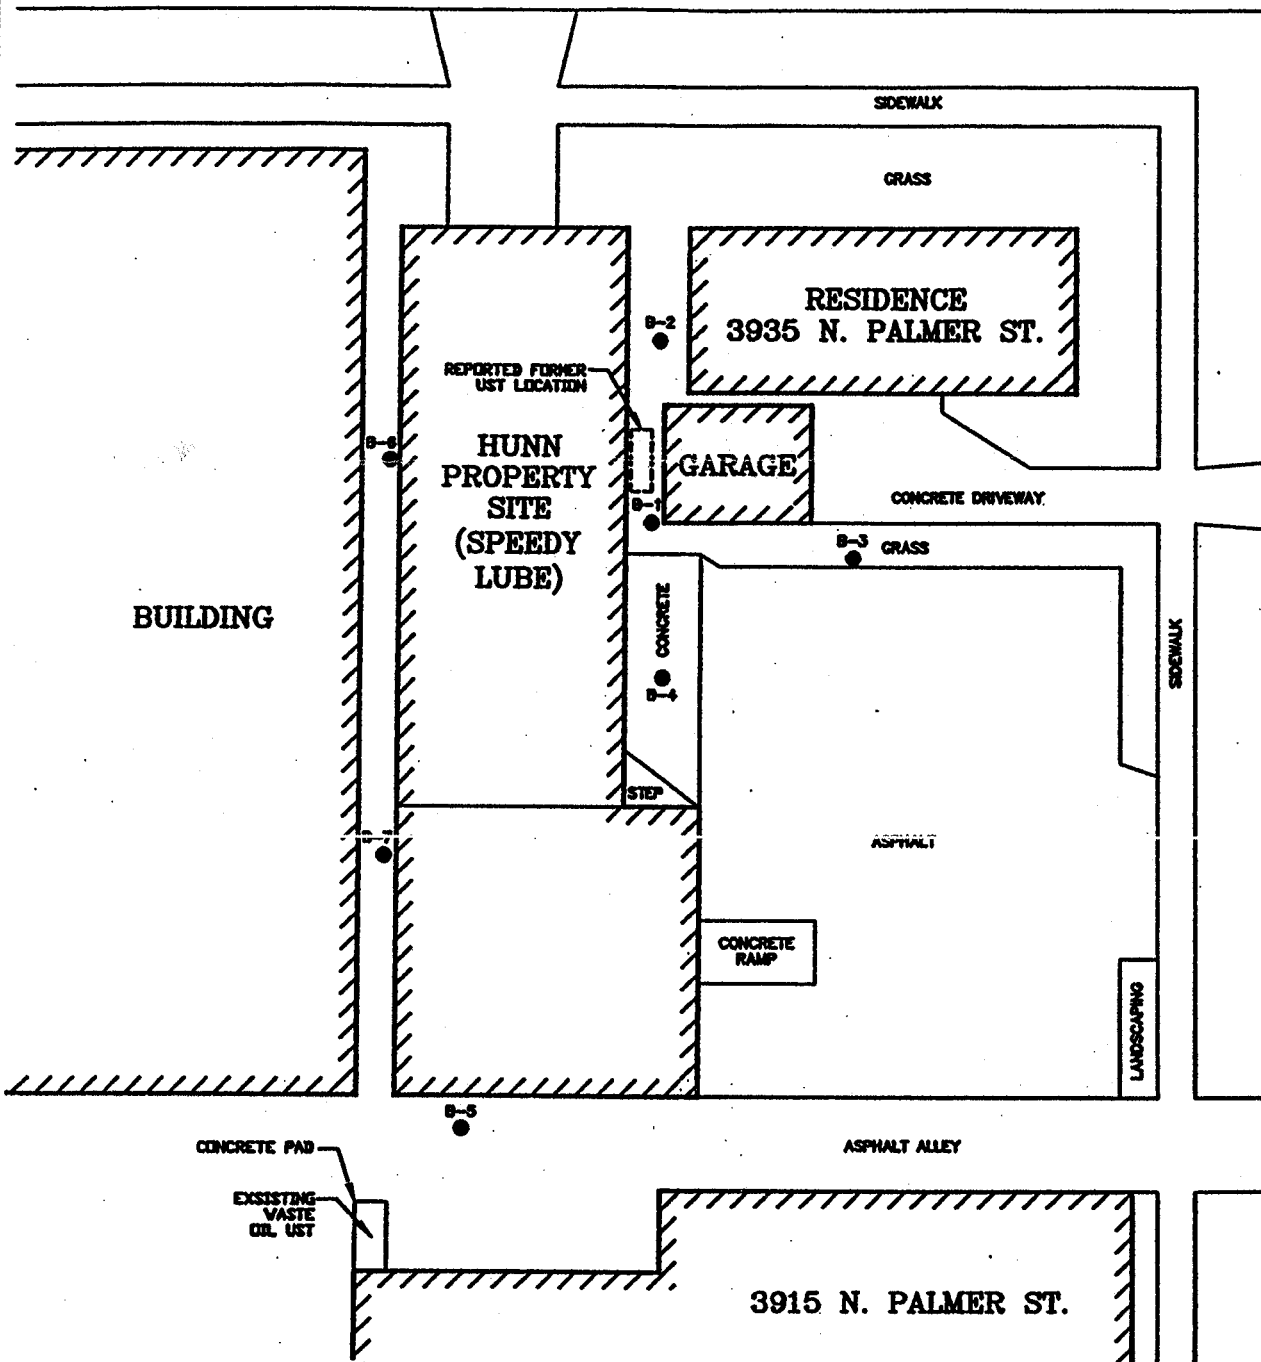 SIDEWALK
GRASS
RESIDENCE
3935 N. PALMER ST.
B-2
REPORTED FORMER
UST LOCATION
B-6
HUNN
PROPERTY
SITE
(SPEEDY
LUBE)
GARAGE
CONCRETE DRIVEWAY
B-1
B-3
GRASS
CONCRETE
BUILDING
SIDEWALK
B-4
STEP
B-7
ASPHALT
CONCRETE
RAMP
LANDSCAPING
B-5
CONCRETE PAD
ASPHALT ALLEY
EXSISTING
WASTE
OIL UST
3915 N. PALMER ST.